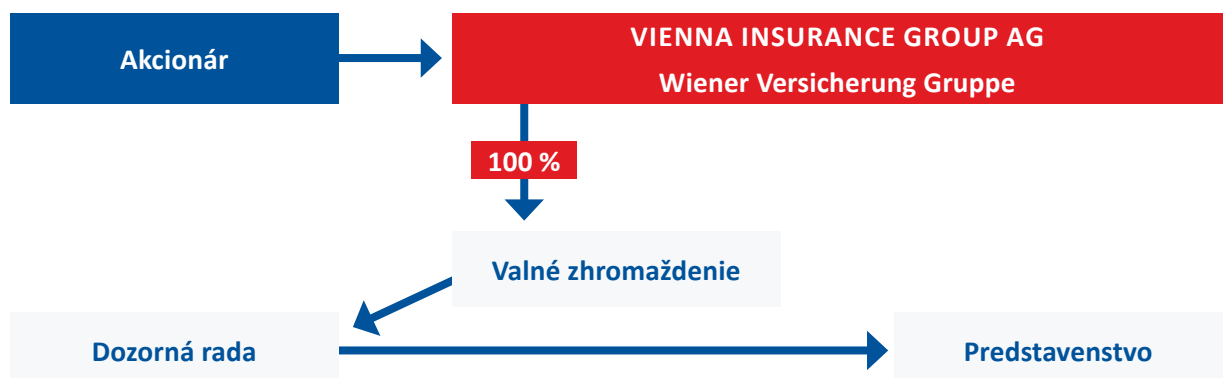 Akcionár
VIENNA INSURANCE GROUP AG
Wiener Versicherung Gruppe
100 %
Valné zhromaždenie
Dozorná rada
Predstavenstvo